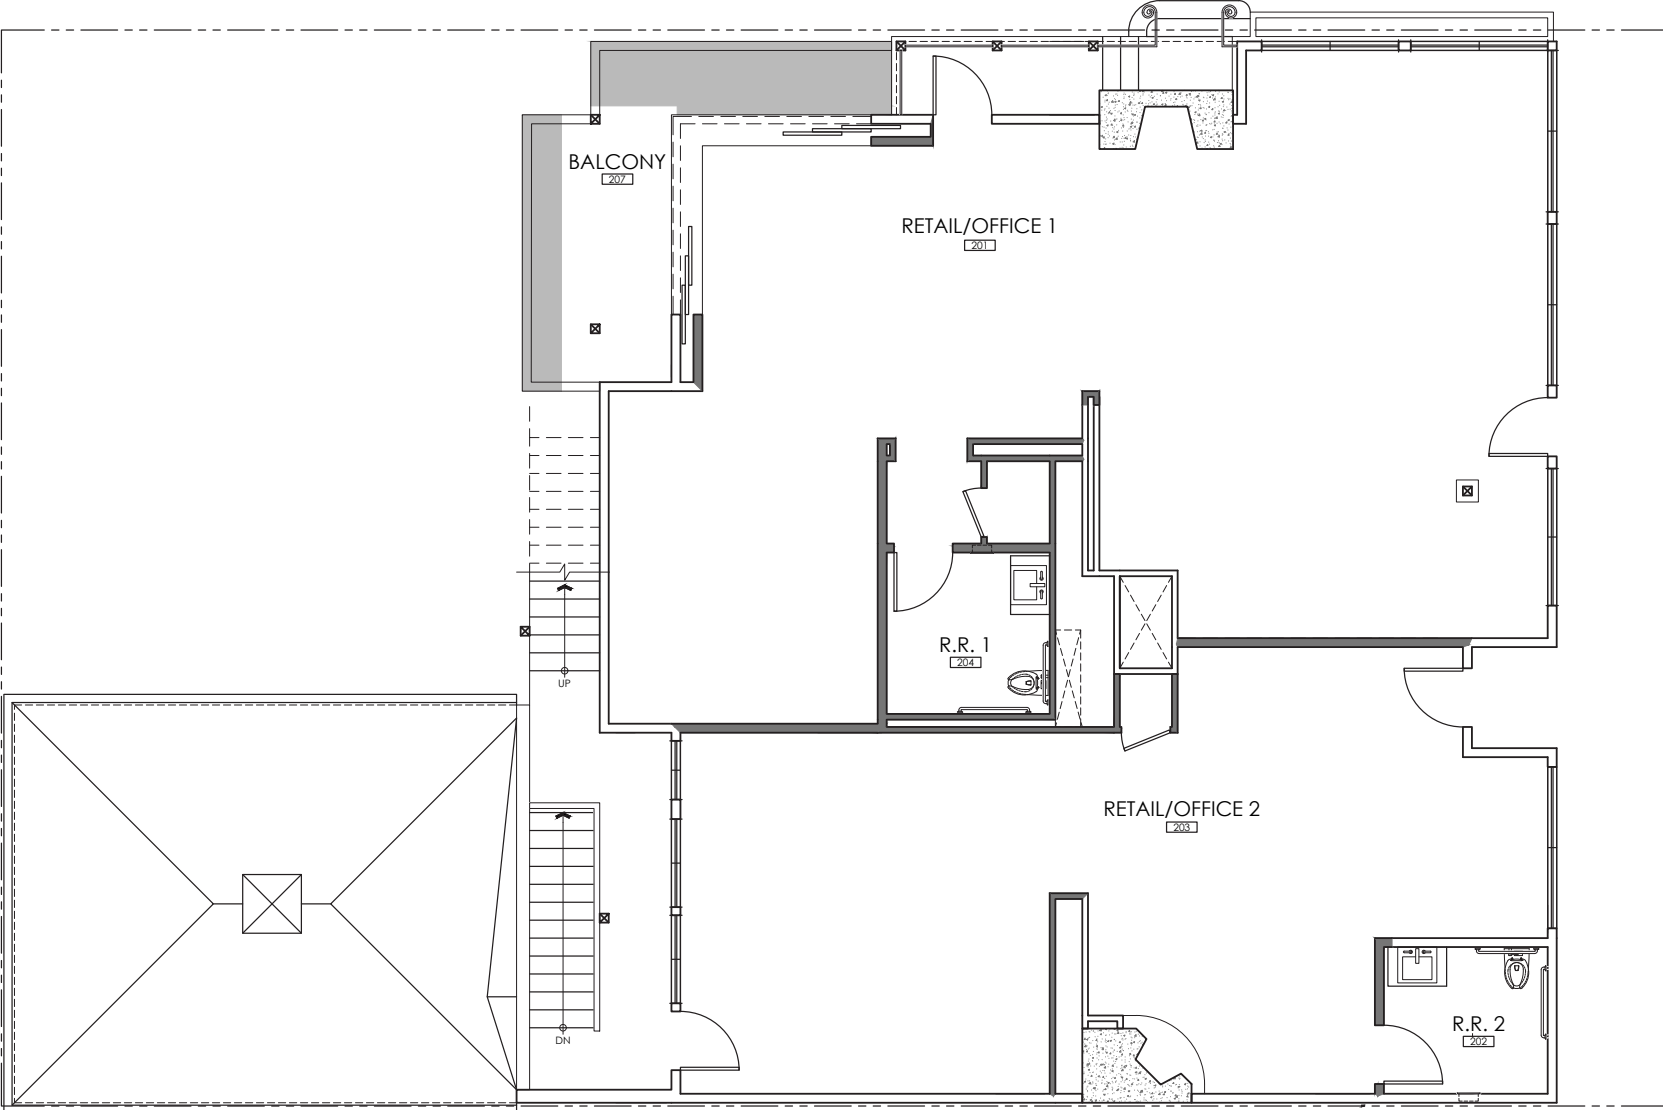 BALCONY
207
RETAIL/OFFICE 1
201
R.R. 1
204
UP
RETAIL/OFFICE 2
203
DN
R.R. 2
202